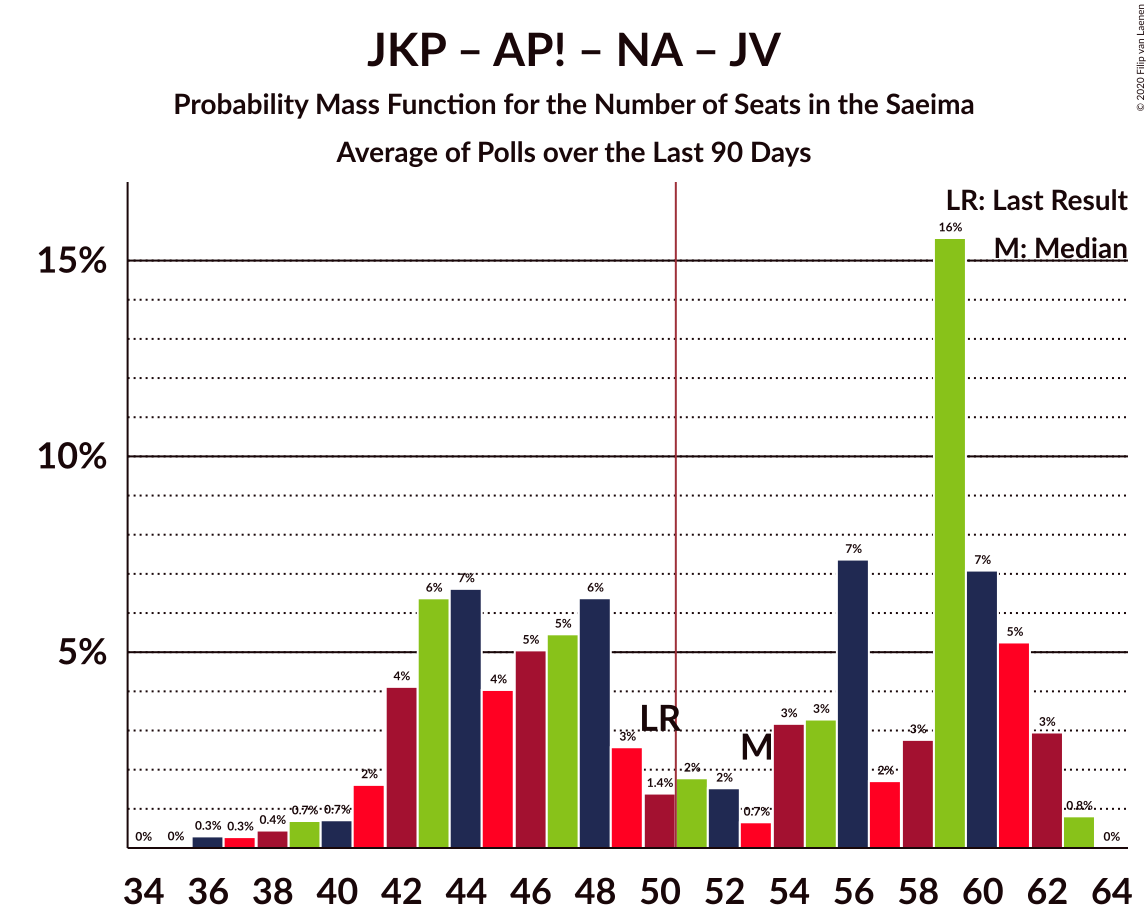 JKP – AP! – NA – JV
Probability Mass Function for the Number of Seats in the Saeima
Average of Polls over the Last 90 Days
© 2020 Filip van Laenen
LR: Last Result
M: Median
15%
10%
5%
0% 0% 0.3% 0.3% 0.4% 0.7% 0.7% 2% 4% 6% 7% 4% 5% 5% 6% 3% 1.4% 2% 2% 0.7% 3% 3% 7% 2% 3% 16% 7% 5% 3% 0.8% 0%
LR
M
34 36 38 40 42 44 46 48 50 52 54 56 58 60 62 64